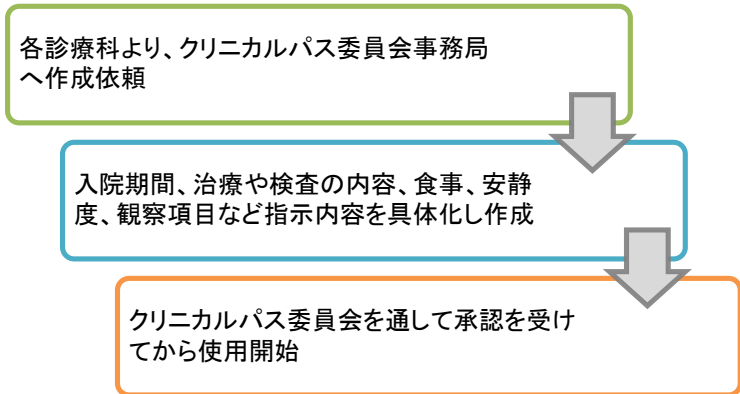 各診療科より、クリニカルパス委員会事務局
へ作成依頼
入院期間、治療や検査の内容、食事、安静
度、観察項目など指示内容を具体化し作成
クリニカルパス委員会を通して承認を受け
てから使用開始